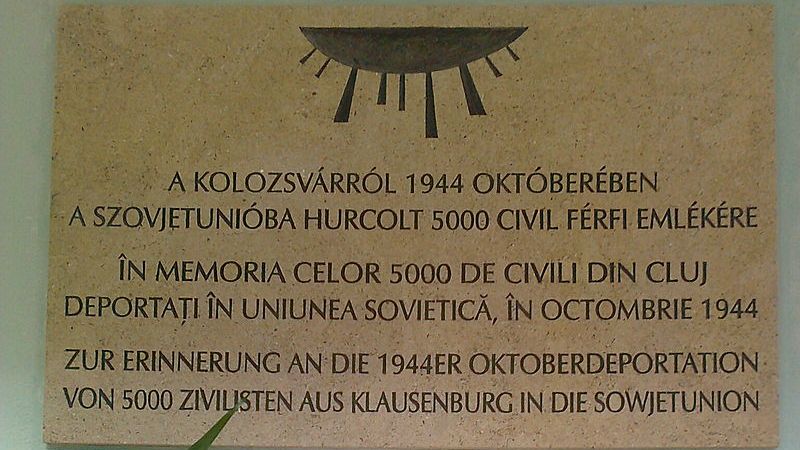 A KOLOZSVÁRRÓL 1944 OKTÓBERÉBEN
A SZOVJETUNIÓBA HURCOLT 5000 CIVIL FÉRFI EMLÉKÉRE
ÎN MEMORIA CELOR 5000 DE CIVILI DIN CLUJ
DEPORTAȚI ÎN UNIUNEA SOVIETICĂ, ÎN OCTOMBRIE 1944
ZUR ERINNERUNG AN DIE 1944ER OKTOBERDEPORTATION
VON 5000 ZIVILISTEN AUS KLAUSENBURG IN DIE SOWJETUNION